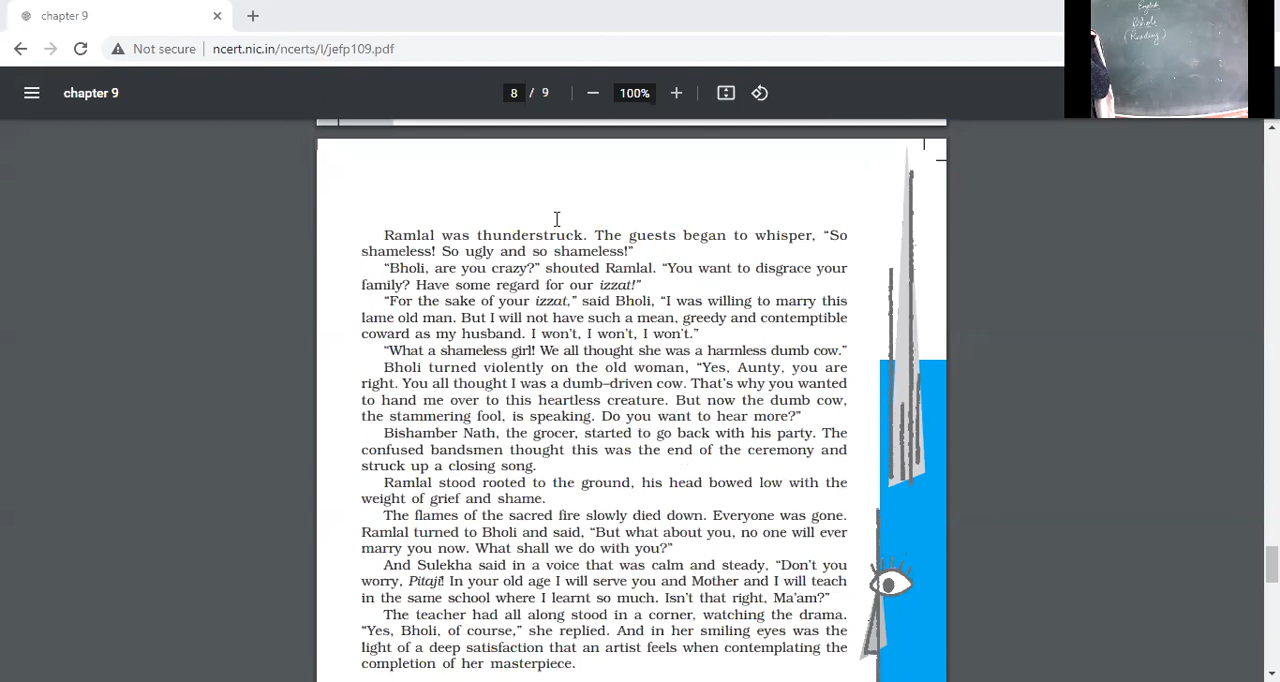 chapter 9
Not secure ncert.nic.in/ncerts/l/jefp109.pdf
chapter 9
8 / 9
100%
English
Bholi
(Reading)
Ramlal was thunderstruck. The guests began to whisper, “So
shameless! So ugly and so shameless!”
“Bholi, are you crazy?” shouted Ramlal. “You want to disgrace your
family? Have some regard for our izzat!”
“For the sake of your izzat,” said Bholi, “I was willing to marry this
lame old man. But I will not have such a mean, greedy and contemptible
coward as my husband. I won’t, I won’t, I won’t.”
“What a shameless girl! We all thought she was a harmless dumb cow.”
Bholi turned violently on the old woman, “Yes, Aunty, you are
right. You all thought I was a dumb–driven cow. That’s why you wanted
to hand me over to this heartless creature. But now the dumb cow,
the stammering fool, is speaking. Do you want to hear more?”
Bishamber Nath, the grocer, started to go back with his party. The
confused bandsmen thought this was the end of the ceremony and
struck up a closing song.
Ramlal stood rooted to the ground, his head bowed low with the
weight of grief and shame.
The flames of the sacred fire slowly died down. Everyone was gone.
Ramlal turned to Bholi and said, “But what about you, no one will ever
marry you now. What shall we do with you?”
And Sulekha said in a voice that was calm and steady, “Don’t you
worry, Pitaji! In your old age I will serve you and Mother and I will teach
in the same school where I learnt so much. Isn’t that right, Ma’am?”
The teacher had all along stood in a corner, watching the drama.
“Yes, Bholi, of course,” she replied. And in her smiling eyes was the
light of a deep satisfaction that an artist feels when contemplating the
completion of her masterpiece.